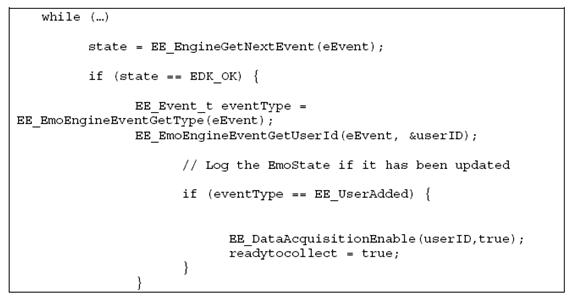 while (…)
state = EE_EngineGetNextEvent(eEvent);
if (state == EDK_OK) {
EE_Event_t eventType =
EE_EmoEngineEventGetType(eEvent);
EE_EmoEngineEventGetUserId(eEvent, &userID);
// Log the EmoState if it has been updated
if (eventType == EE_UserAdded) {
EE_DataAcquisitionEnable(userID,true);
readytocollect = true;
}
}